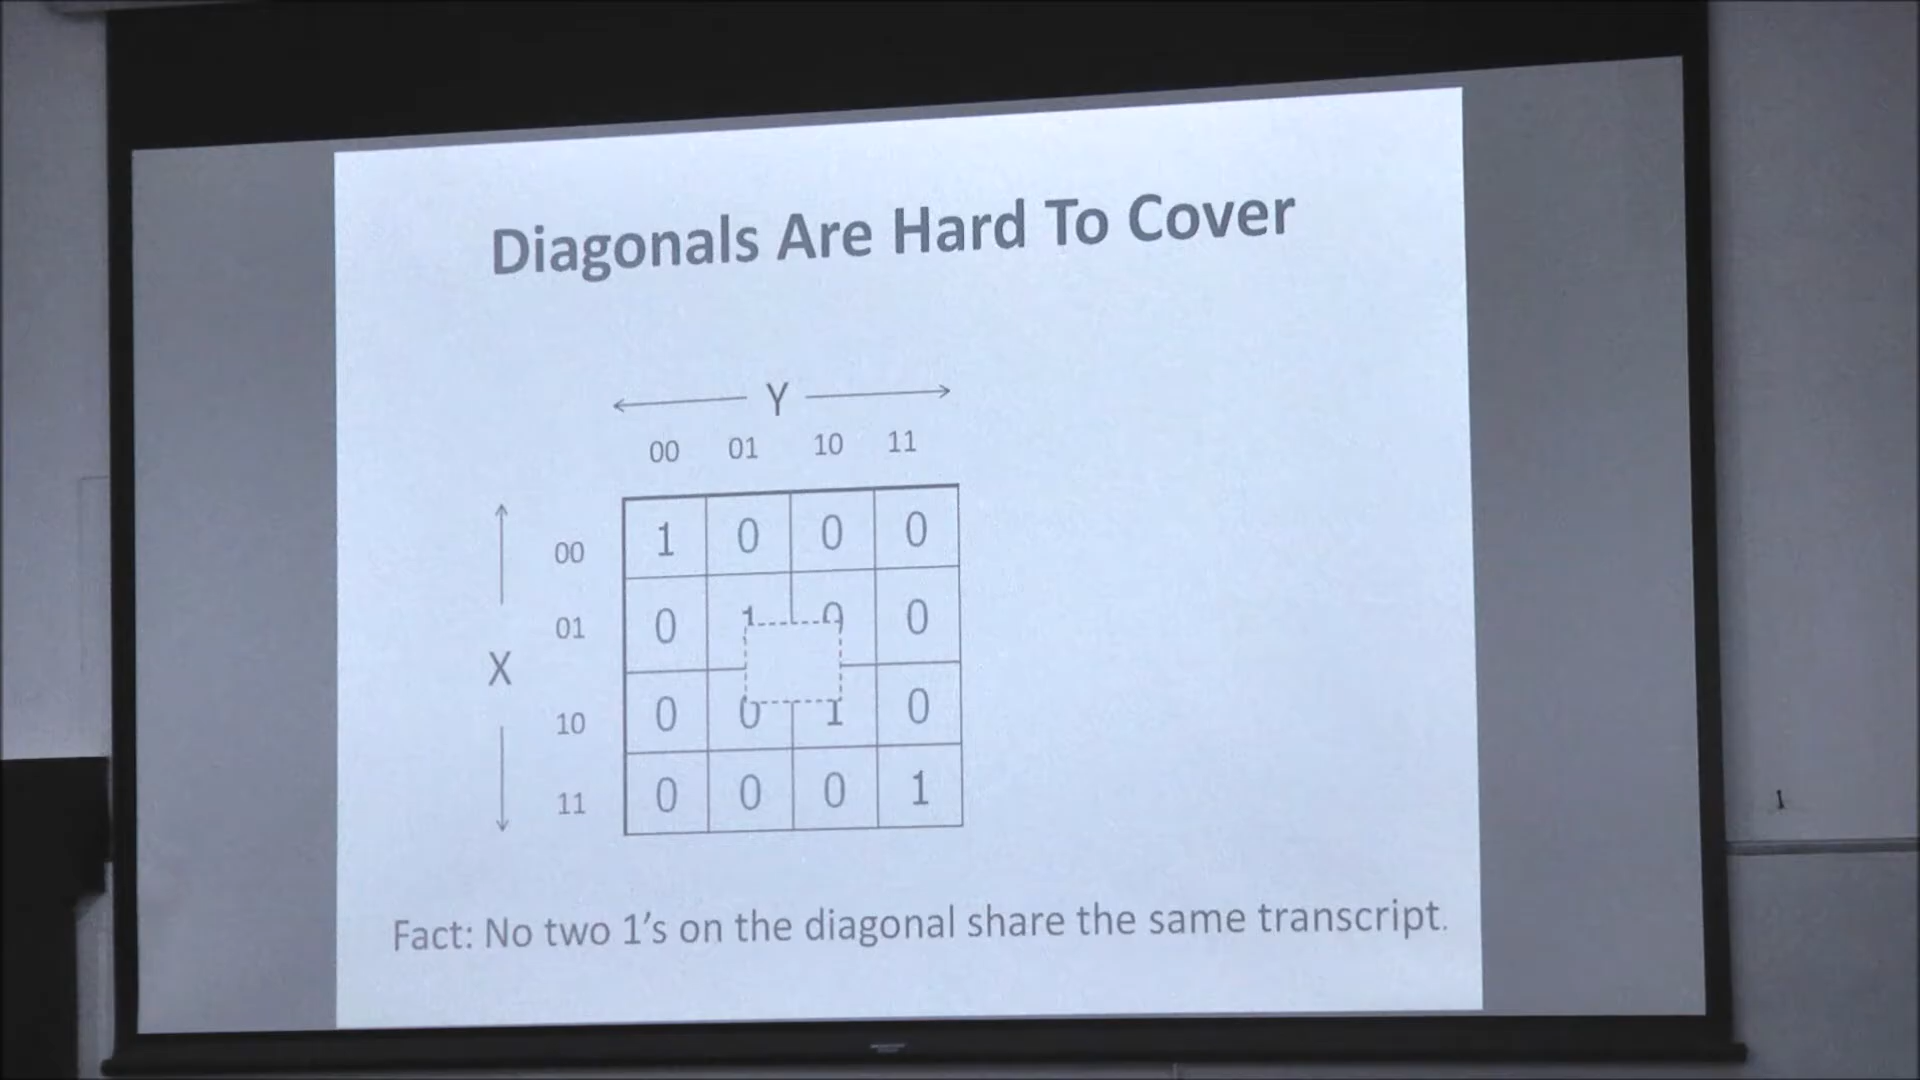 Diagonals Are Hard To Cover
Y
00 01 10 11
00 1 0 0 0
01 0 1 0 0
X
10 0 0 1 0
11 0 0 0 1
Fact: No two 1's on the diagonal share the same transcript.